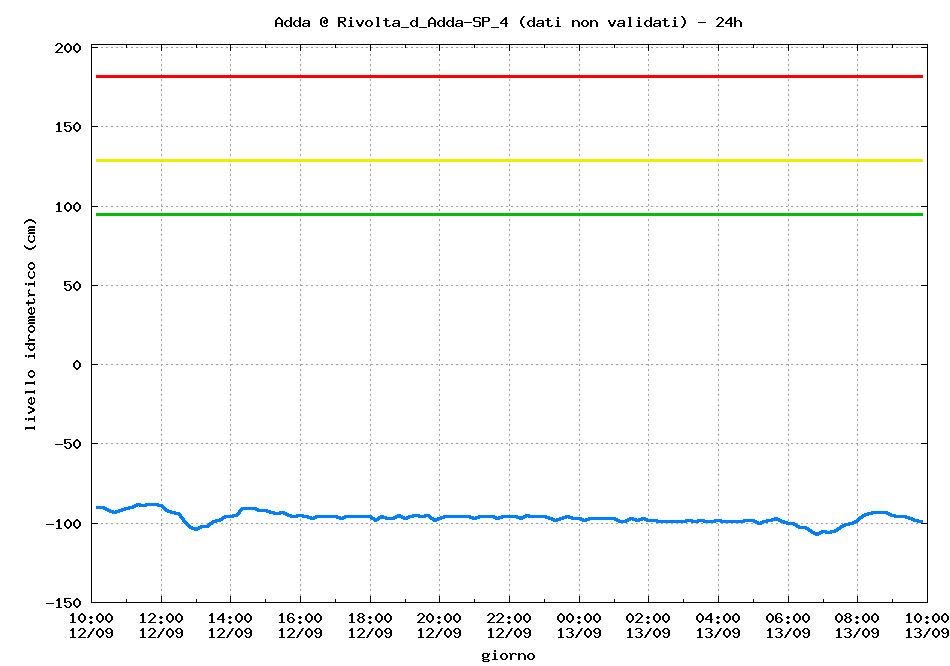 Adda @ Rivolta_d_Adda-SP_4 (dati non validati) - 24h
200
150
100
50
0
-50
-100
-150
livello idrometrico (cm)
10:00 12:00 14:00 16:00 18:00 20:00 22:00 00:00 02:00 04:00 06:00 08:00 10:00
12/09 12/09 12/09 12/09 12/09 12/09 12/09 13/09 13/09 13/09 13/09 13/09 13/09
giorno